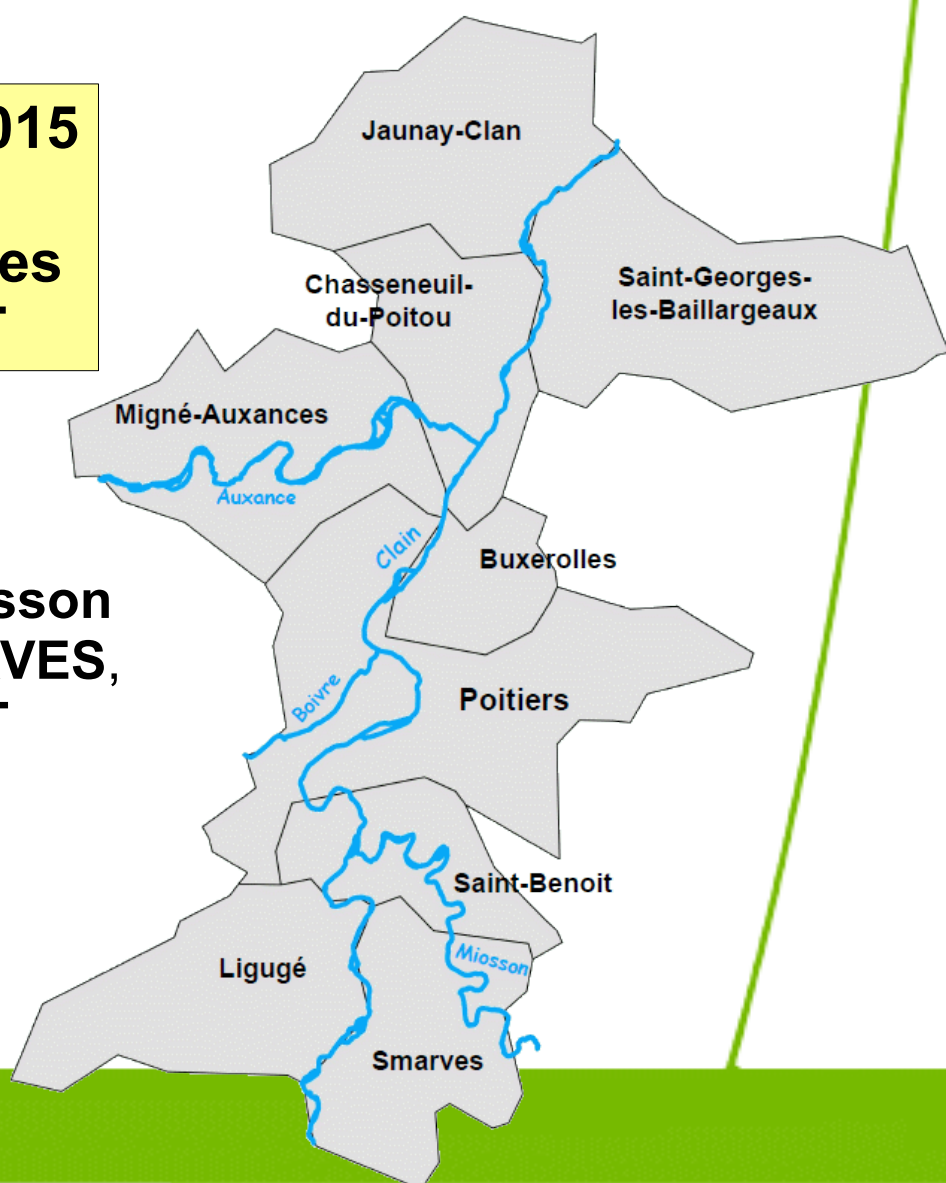 015
es
sson
VES,
Jaunay-Clan
Chasseneuil-
du-Poitou
Saint-Georges-
les-Baillargeaux
Migné-Auxances
Auxance
Clain
Buxerolles
Boivre
Poitiers
Saint-Benoit
Miosson
Ligugé
Smarves